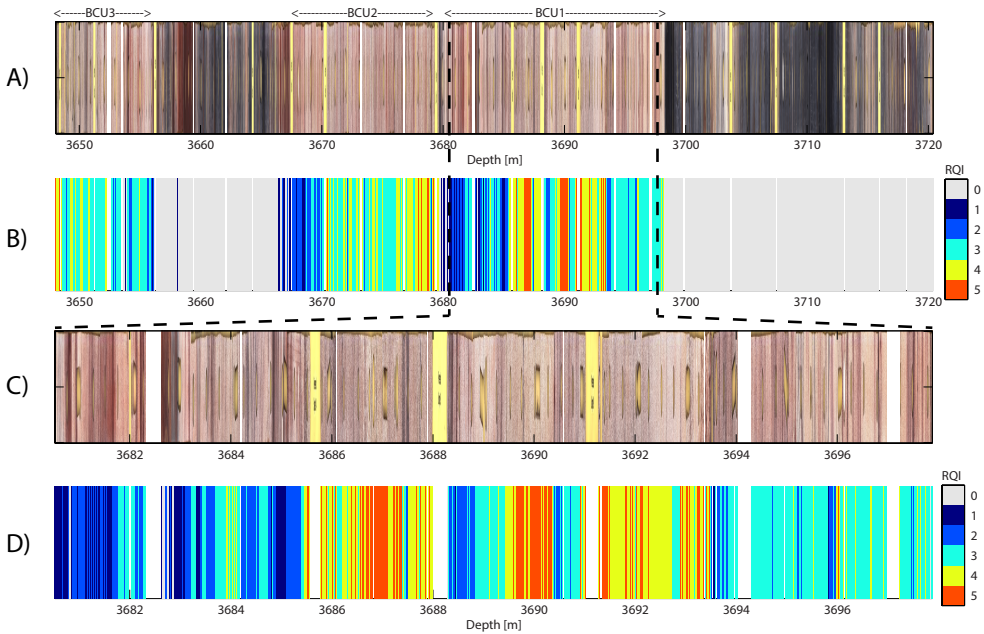 <------BCU3------> <-----------BCU2-----------> <-------------------- BCU1----------------------->
A)
3650 3660 3670 3680 3690 3700 3710 3720
Depth [m]
RQI
B)
0
1
2
3
4
5
3650 3660 3670 3680 3690 3700 3710 3720
C)
3682 3684 3686 3688 3690 3692 3694 3696
RQI
D)
0
1
2
3
4
5
3682 3684 3686 3688 3690 3692 3694 3696
Depth [m]